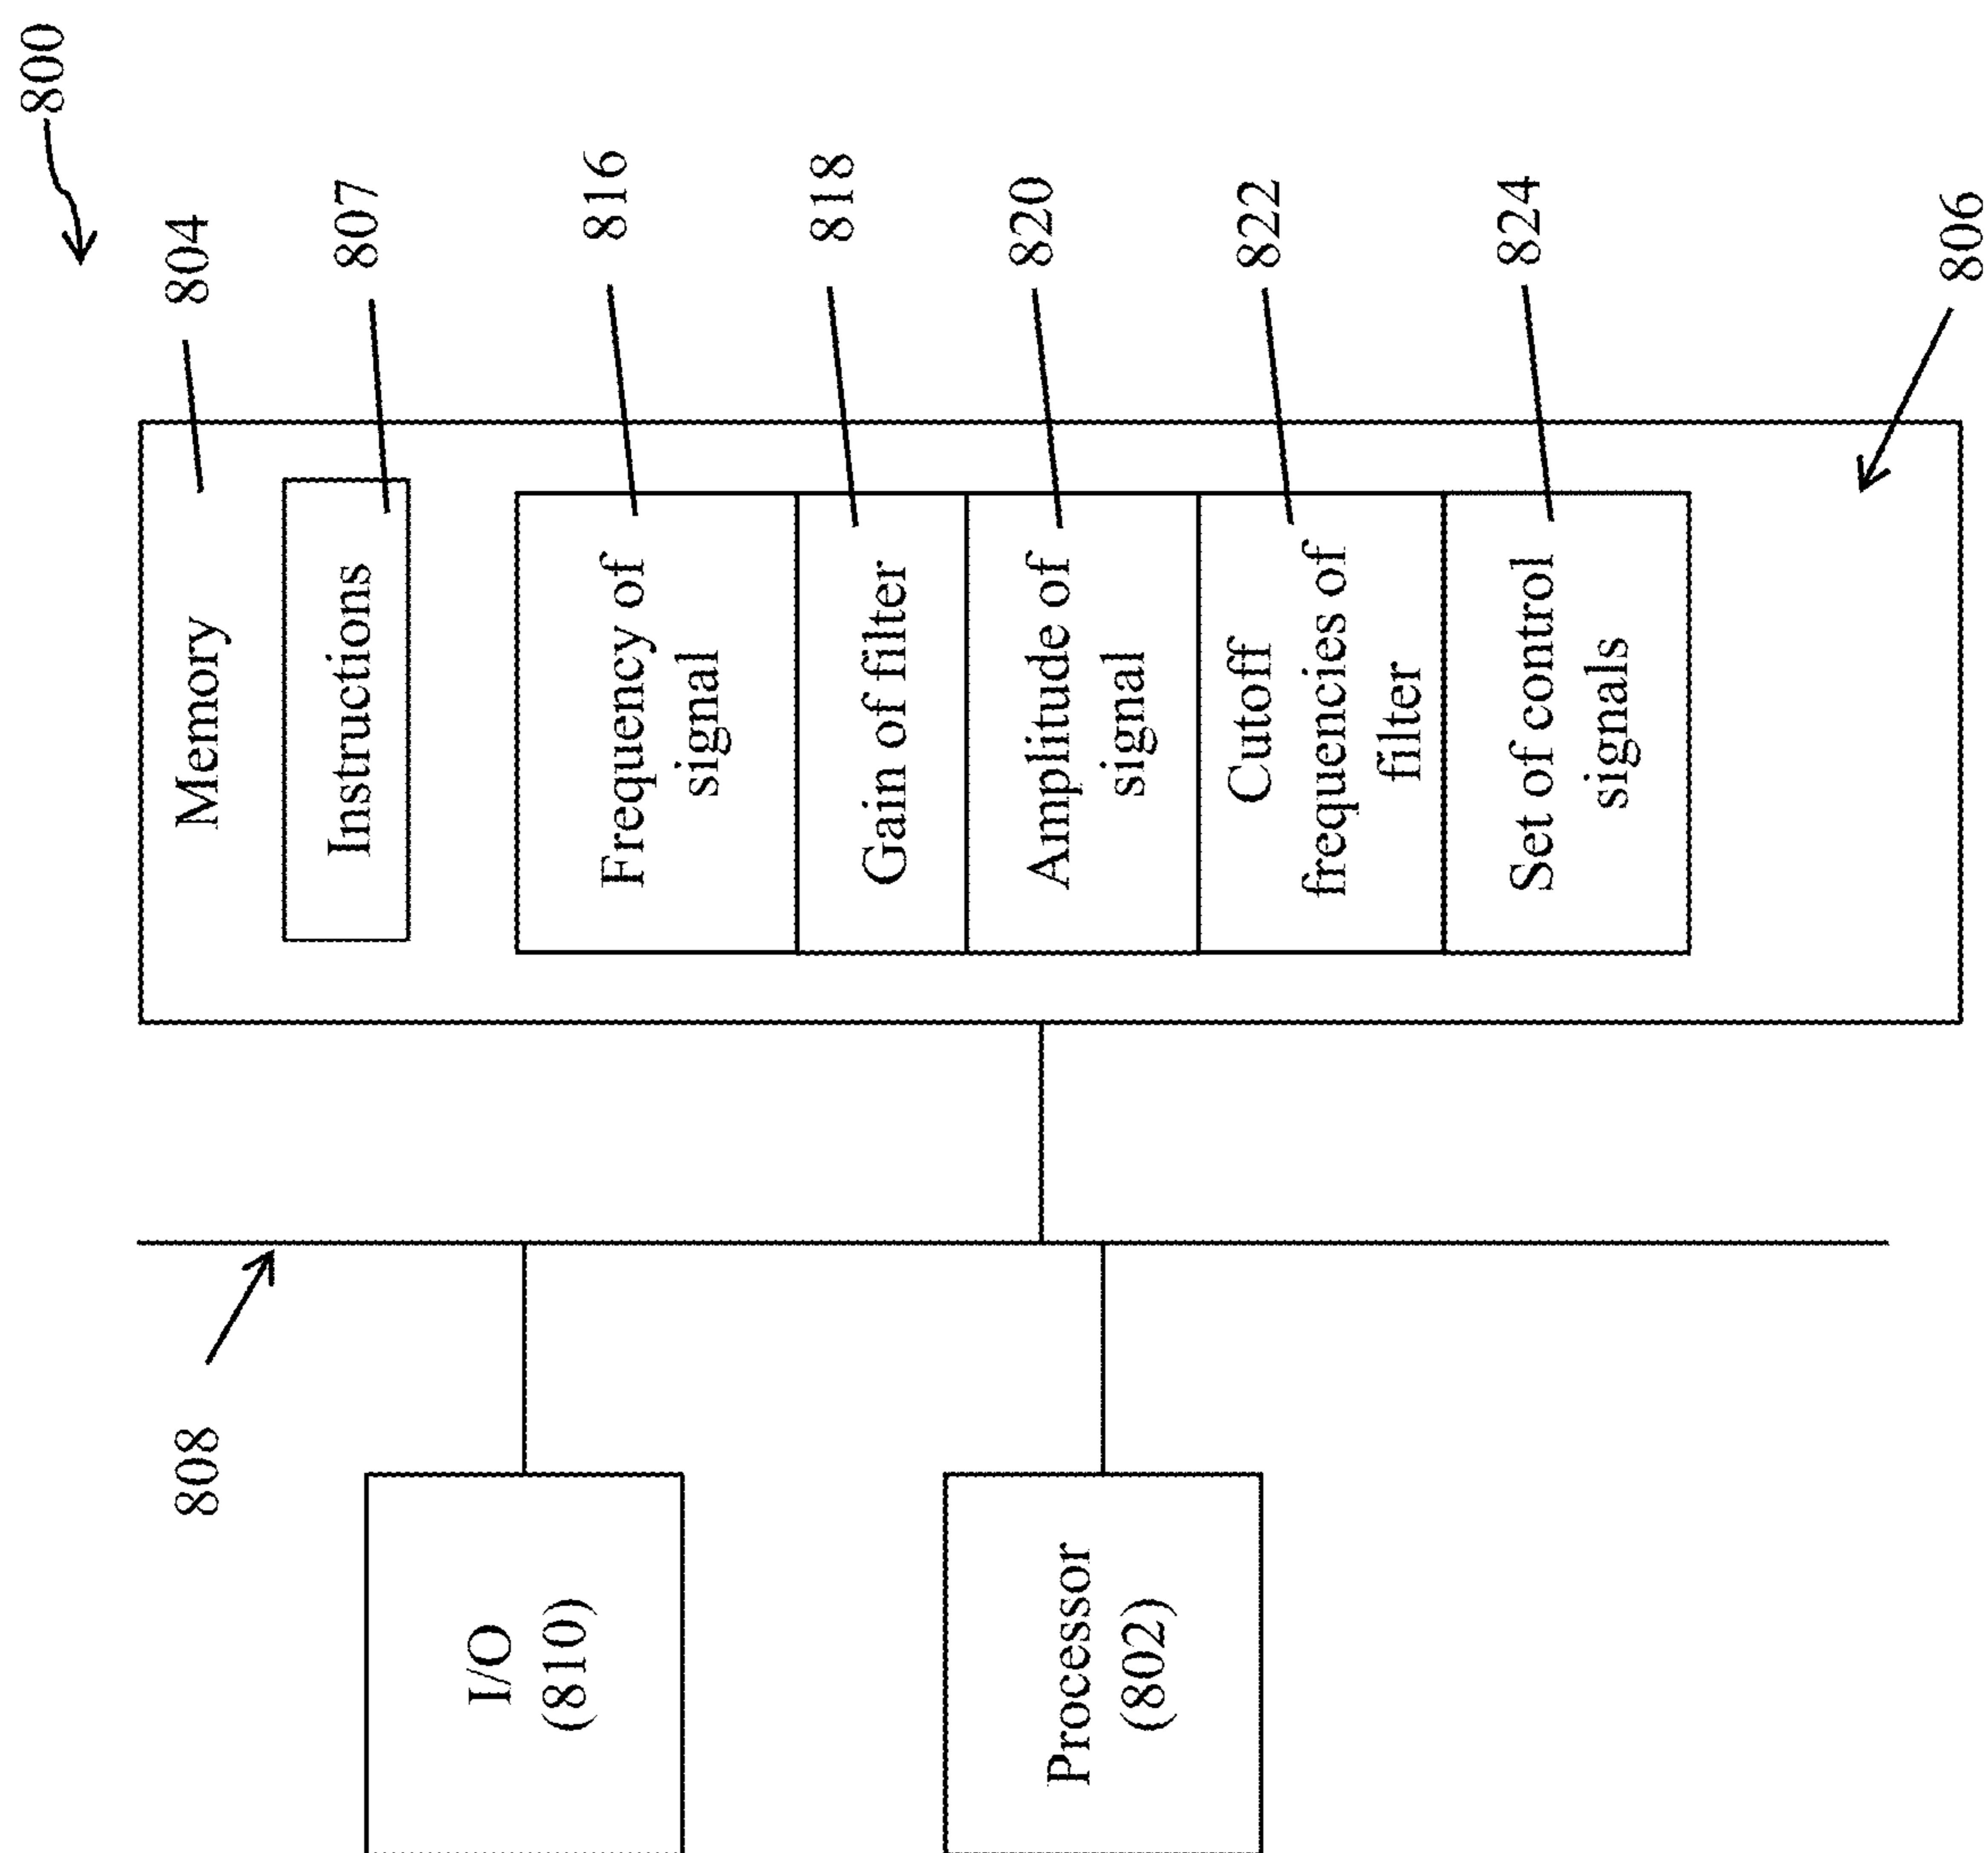 800
804
Memory
807
Instructions
816
Frequency of
signal
818
Gain of filter
820
Amplitude of
signal
822
Cutoff
frequencies of
filter
824
Set of control
signals
806
808
I/O
(810)
Processor
(802)